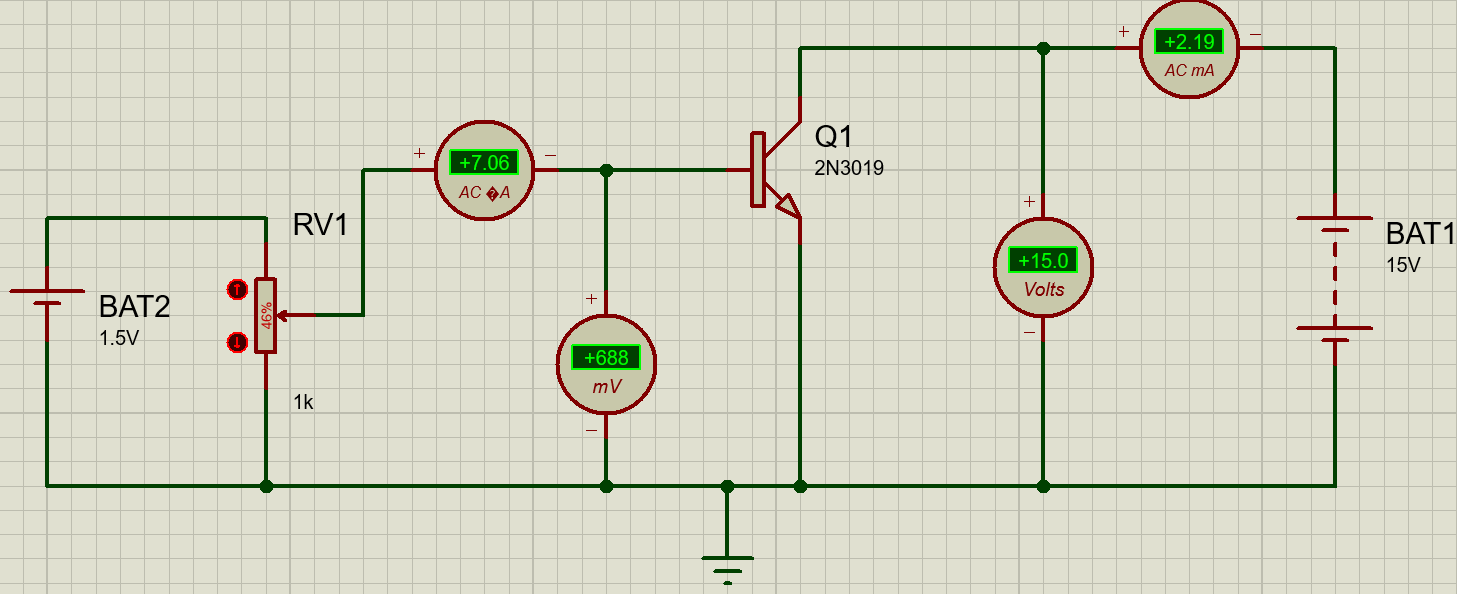 + +2.19 −
AC mA
Q1
2N3019
+ +7.06 −
AC �A
RV1
+
+15.0
Volts
−
BAT1
15V
46%
BAT2
1.5V
+
+688
mV
−
1k